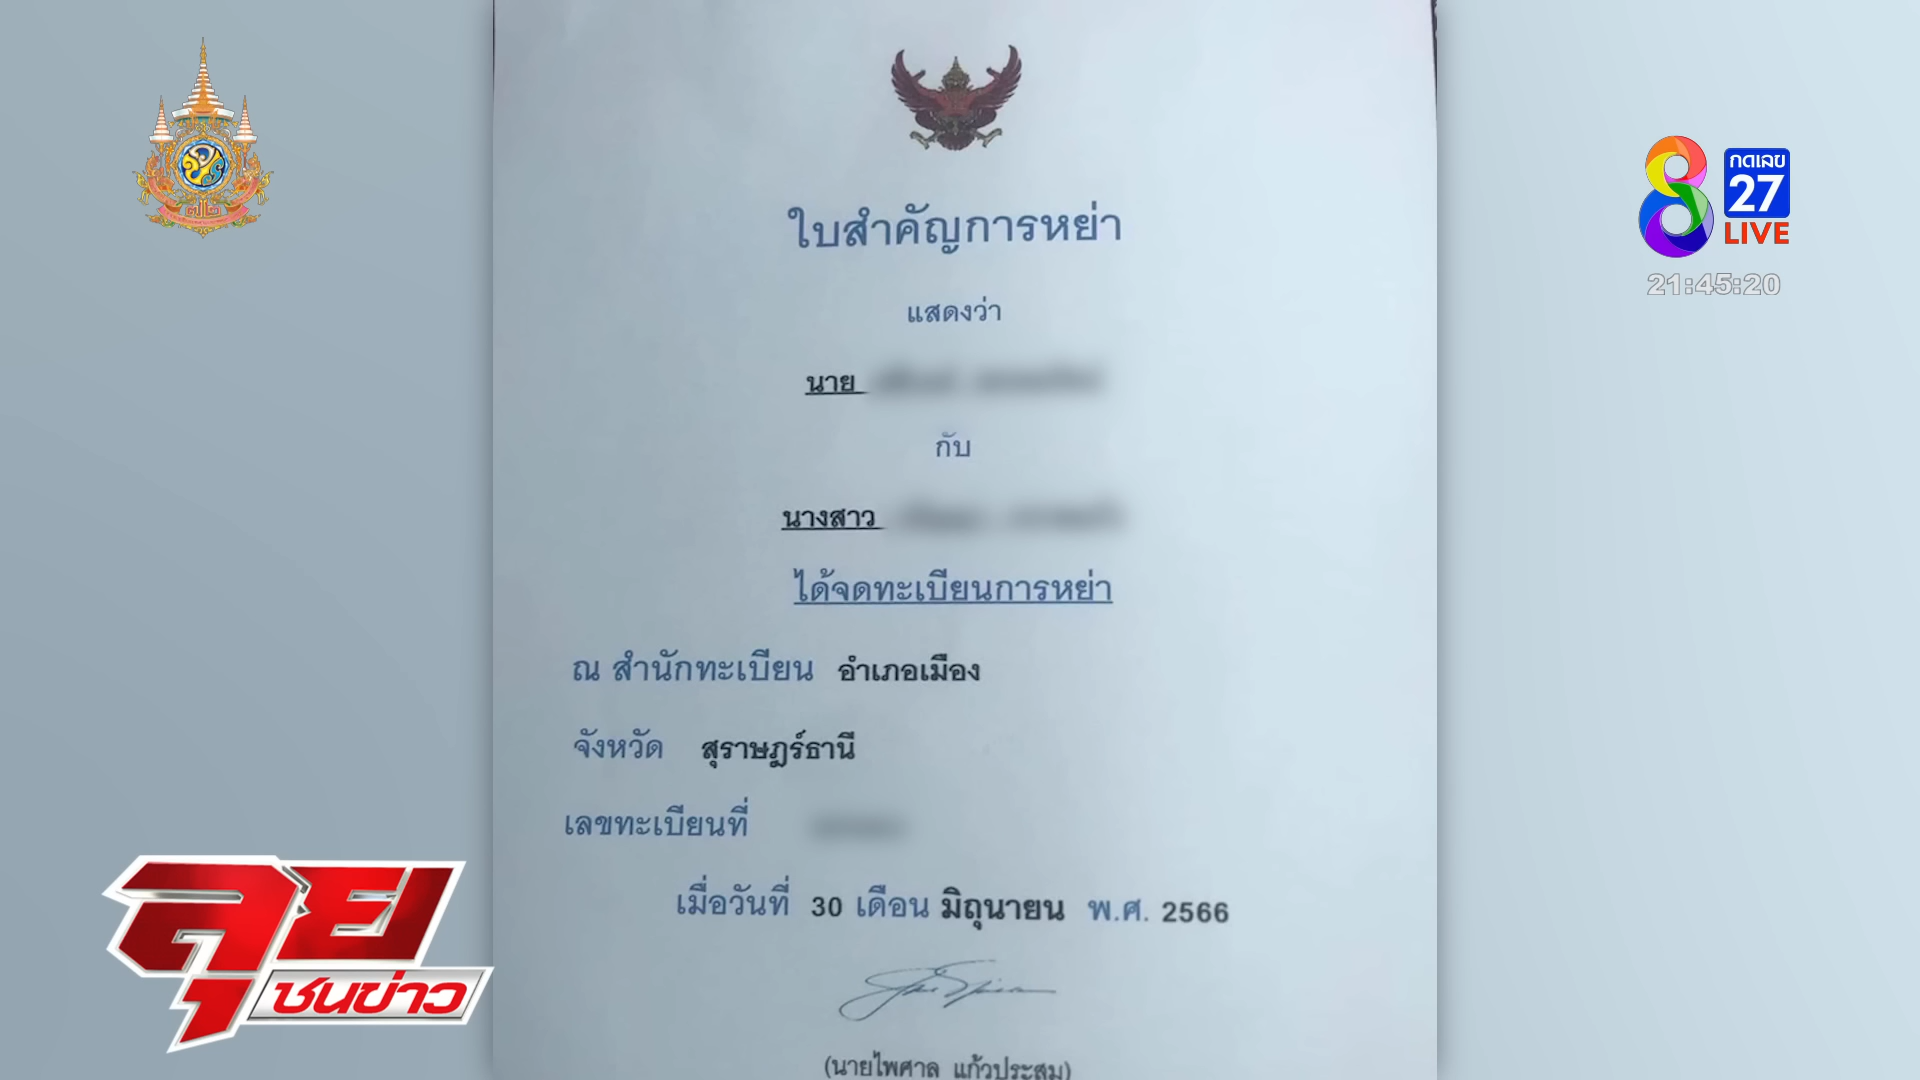 ใบสำคัญการหย่า
แสดงว่า
นาย
กับ
นางสาว
ได้จดทะเบียนการหย่า
ณ สำนักทะเบียน อำเภอเมือง
จังหวัด สุราษฎร์ธานี
เลขทะเบียนที่
เมื่อวันที่ 30 เดือน มิถุนายน พ.ศ. 2566
(นายไพศาล แก้วประสม)
กดเลข
27
LIVE
21:45:20
ลุย
ชนข่าว
๗๒